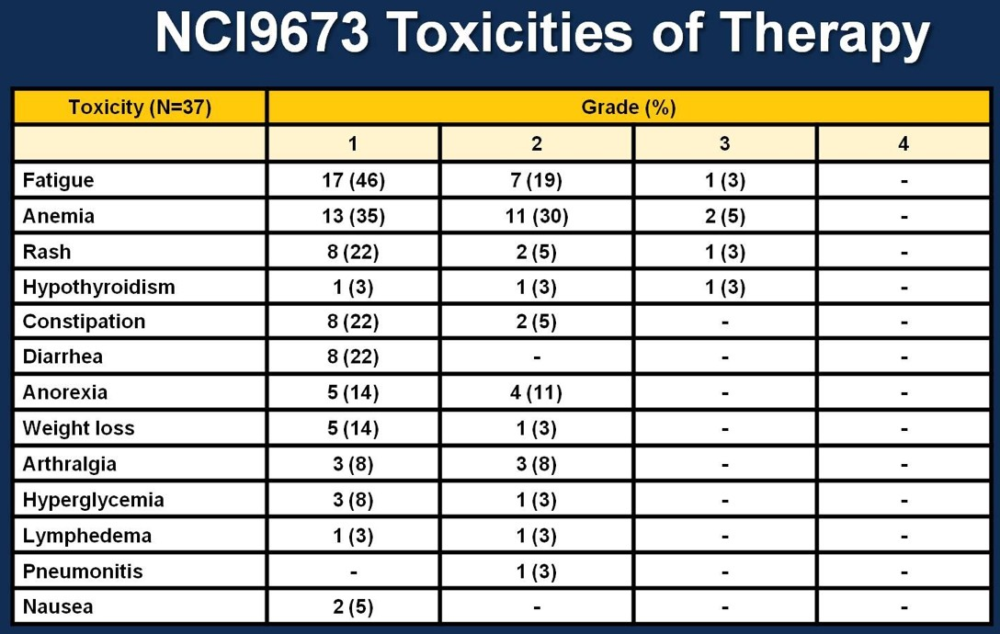 NCI9673 Toxicities of Therapy
Toxicity (N=37) Grade (%)
1 2 3 4
Fatigue 17 (46) 7 (19) 1 (3) -
Anemia 13 (35) 11 (30) 2 (5) -
Rash 8 (22) 2 (5) 1 (3) -
Hypothyroidism 1 (3) 1 (3) 1 (3) -
Constipation 8 (22) 2 (5) - -
Diarrhea 8 (22) - - -
Anorexia 5 (14) 4 (11) - -
Weight loss 5 (14) 1 (3) - -
Arthralgia 3 (8) 3 (8) - -
Hyperglycemia 3 (8) 1 (3) - -
Lymphedema 1 (3) 1 (3) - -
Pneumonitis - 1 (3) - -
Nausea 2 (5) - - -